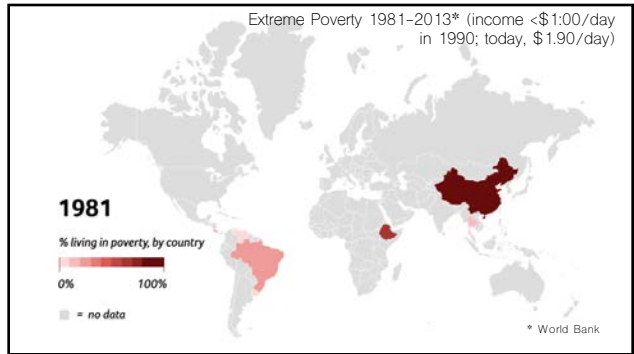 Extreme Poverty 1981-2013* (income <$1:00/day
in 1990; today, $1.90/day)
1981
% living in poverty, by country
0% 100%
= no data
* World Bank